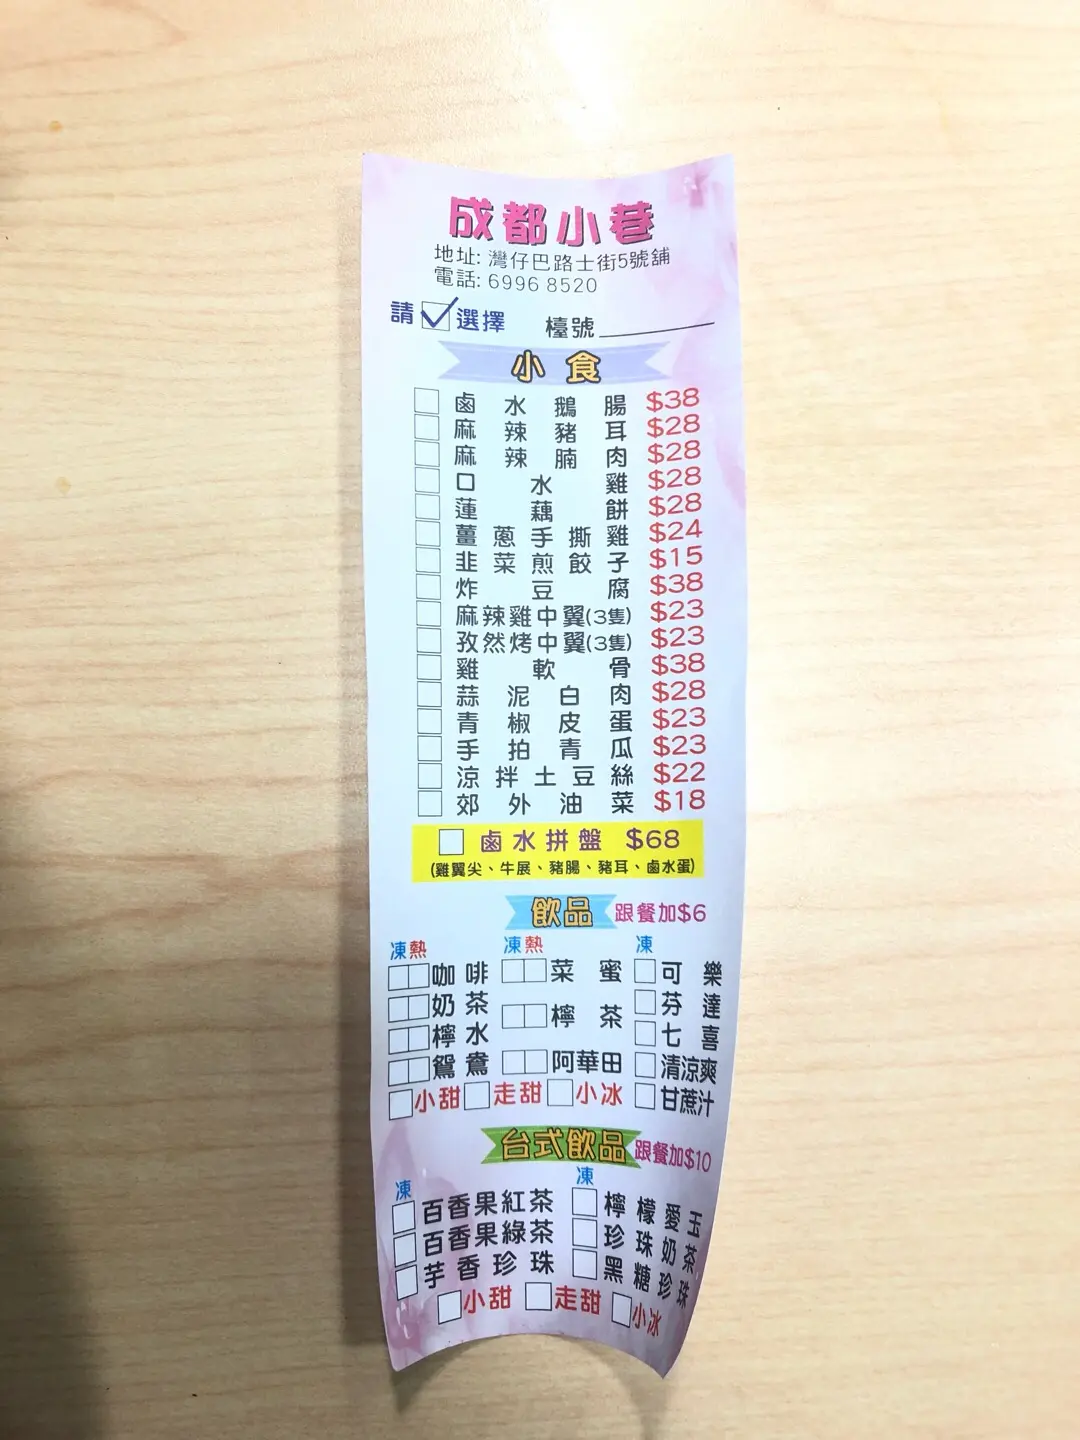 成都小巷
地址: 灣仔巴路士街5號舖
電話: 6996 8520
請 選擇 檯號
小食
鹵水鵝腸 $38
麻辣豬耳 $28
麻辣腩肉 $28
口水雞 $28
蓮藕餅 $28
薑蔥手撕雞 $24
韭菜煎餃子 $15
炸豆腐 $38
麻辣雞中翼(3隻) $23
孜然烤中翼(3隻) $23
雞軟骨 $38
蒜泥白肉 $28
青椒皮蛋 $23
手拍青瓜 $23
涼拌土豆絲 $22
郊外油菜 $18
鹵水拼盤 $68
(雞翼尖、牛展、豬腸、豬耳、鹵水蛋)
飲品 跟餐加$6
凍熱 凍熱 凍
咖啡 菜蜜 可樂
奶茶 檸茶 芬達
檸水 七喜
鴛鴦 阿華田 清涼爽
小甜 走甜 小冰 甘蔗汁
台式飲品 跟餐加$10
凍 凍
百香果紅茶 檸檬愛玉
百香果綠茶 珍珠奶茶
芋香珍珠 黑糖珍珠
小甜 走甜 小冰